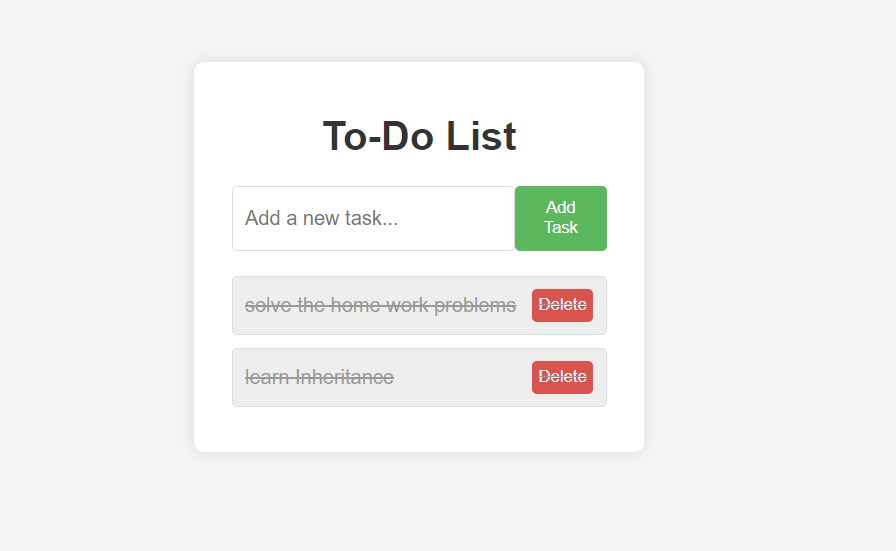 To-Do List
Add a new task...
Add
Task
solve the home work problems
Delete
learn Inheritance
Delete